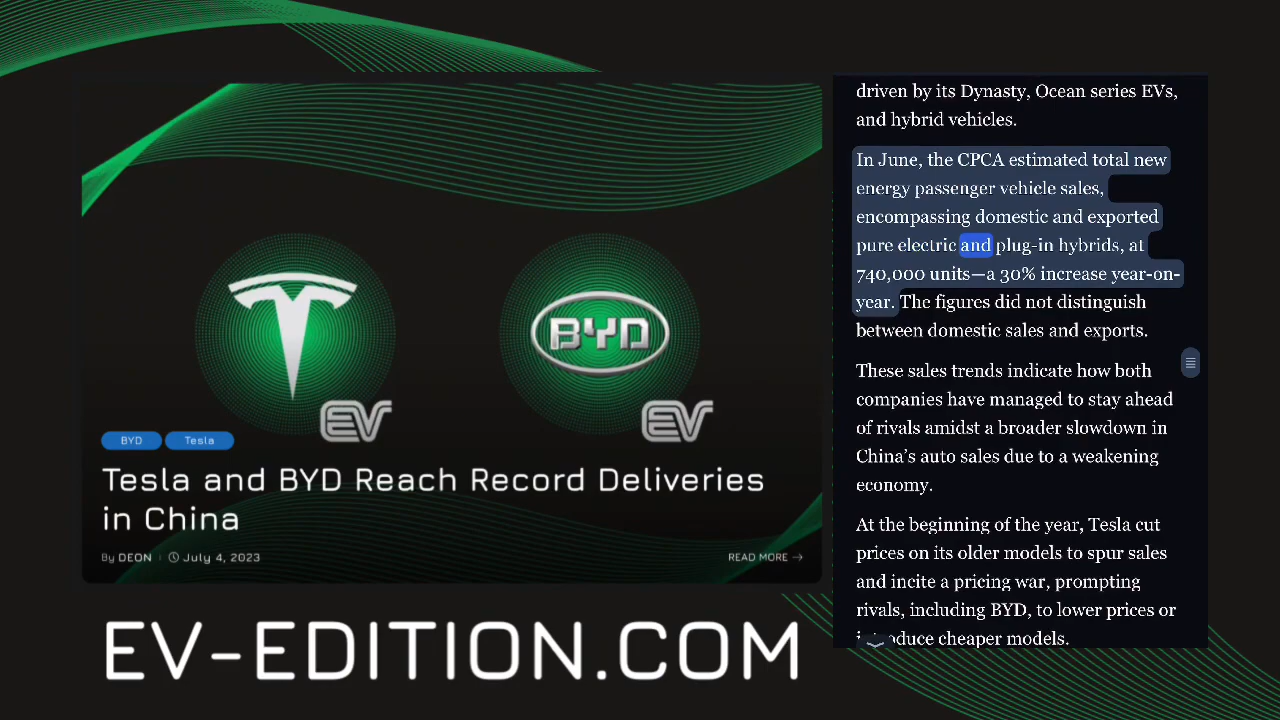 BYD
EV
EV
BYD Tesla
Tesla and BYD Reach Record Deliveries
in China
By DEON July 4, 2023
READ MORE →
EV-EDITION.COM
driven by its Dynasty, Ocean series EVs,
and hybrid vehicles.
In June, the CPCA estimated total new
energy passenger vehicle sales,
encompassing domestic and exported
pure electric and plug-in hybrids, at
740,000 units—a 30% increase year-on-
year. The figures did not distinguish
between domestic sales and exports.
These sales trends indicate how both
companies have managed to stay ahead
of rivals amidst a broader slowdown in
China's auto sales due to a weakening
economy.
At the beginning of the year, Tesla cut
prices on its older models to spur sales
and incite a pricing war, prompting
rivals, including BYD, to lower prices or
cheaper models.